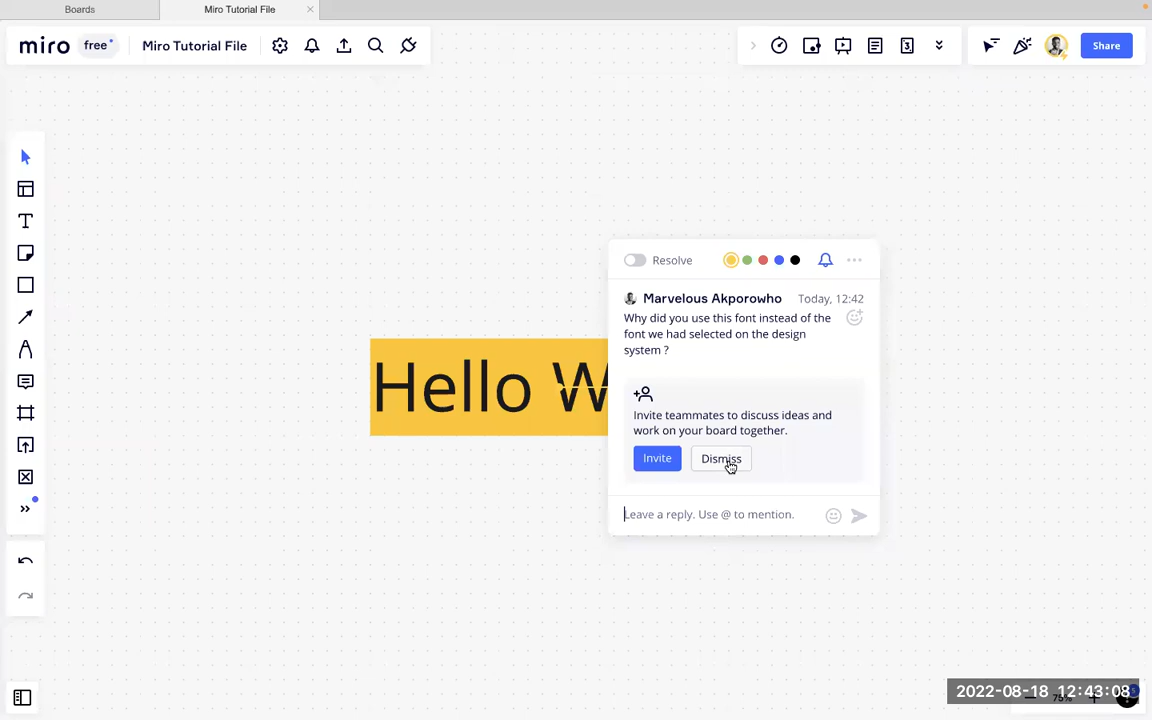 Boards
Miro Tutorial File
miro
free
Miro Tutorial File
3
Share
Resolve
Marvelous Akporowho
Today, 12:42
Why did you use this font instead of the
font we had selected on the design
system ?
Hello W
Invite teammates to discuss ideas and
work on your board together.
Invite
Dismiss
Leave a reply. Use @ to mention.
2022-08-18 12:43:08